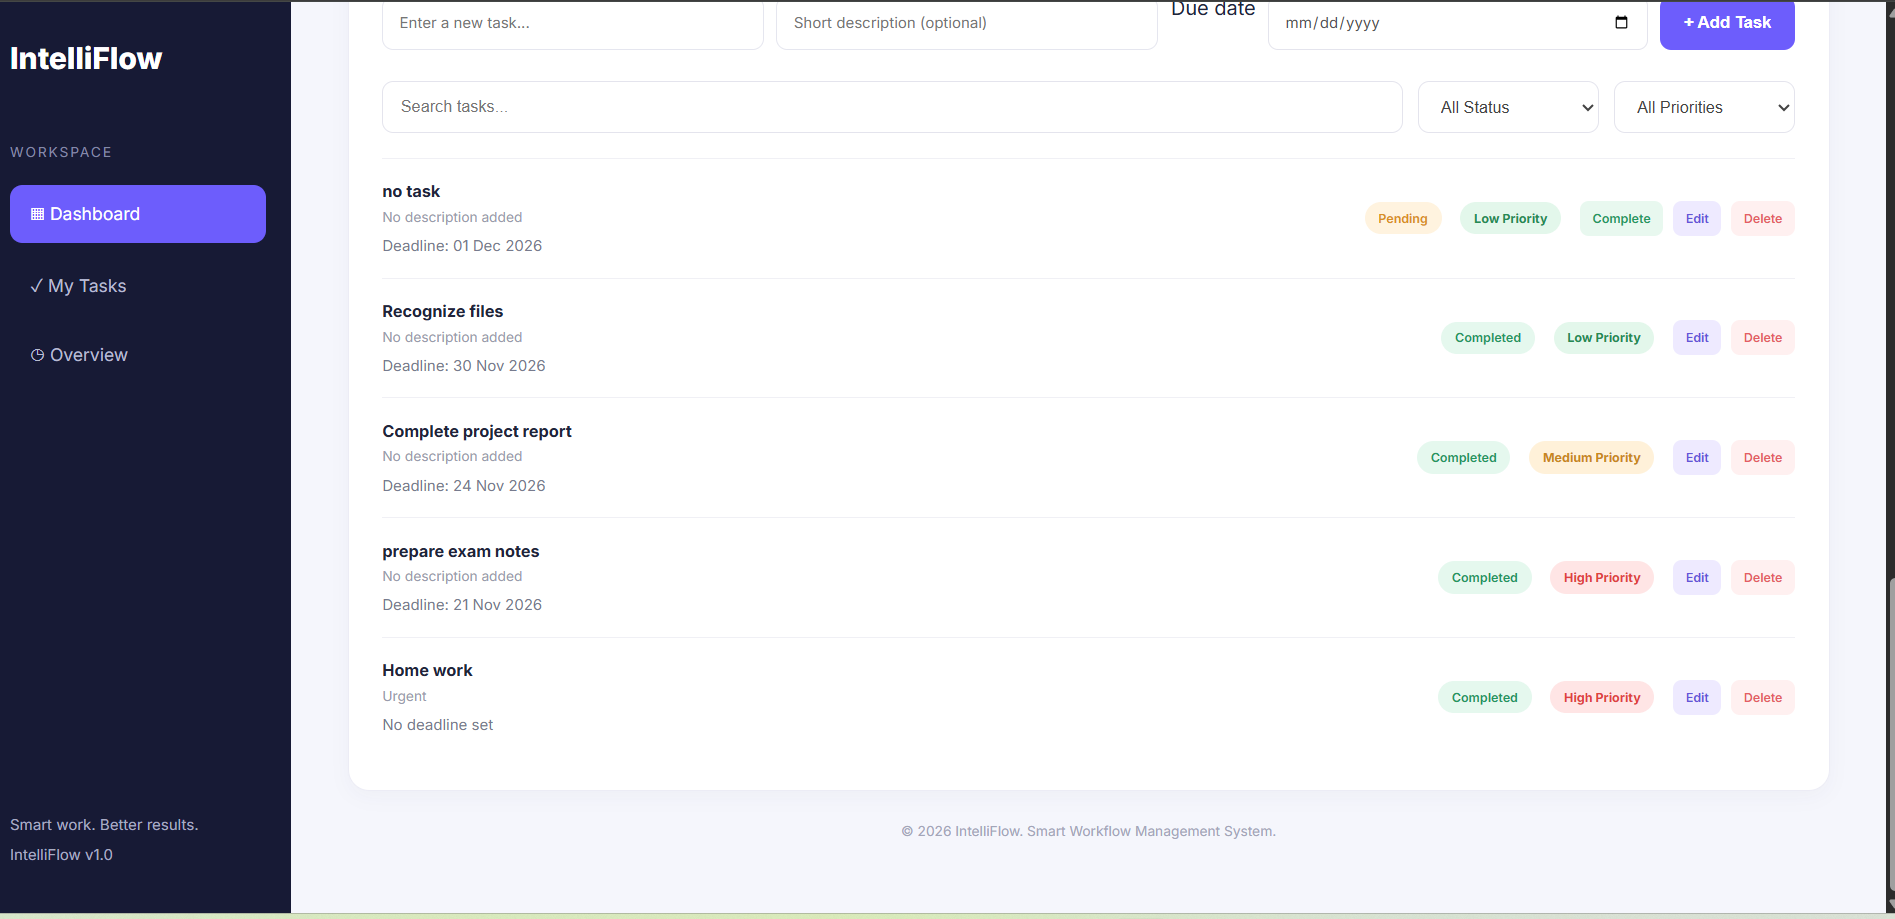 IntelliFlow
WORKSPACE
Dashboard
✓ My Tasks
Overview
Smart work. Better results.
IntelliFlow v1.0
Enter a new task...
Short description (optional)
Due date
mm/dd/yyyy
+ Add Task
Search tasks...
All Status
All Priorities
no task
No description added
Deadline: 01 Dec 2026
Pending
Low Priority
Complete
Edit
Delete
Recognize files
No description added
Deadline: 30 Nov 2026
Completed
Low Priority
Edit
Delete
Complete project report
No description added
Deadline: 24 Nov 2026
Completed
Medium Priority
Edit
Delete
prepare exam notes
No description added
Deadline: 21 Nov 2026
Completed
High Priority
Edit
Delete
Home work
Urgent
No deadline set
Completed
High Priority
Edit
Delete
© 2026 IntelliFlow. Smart Workflow Management System.